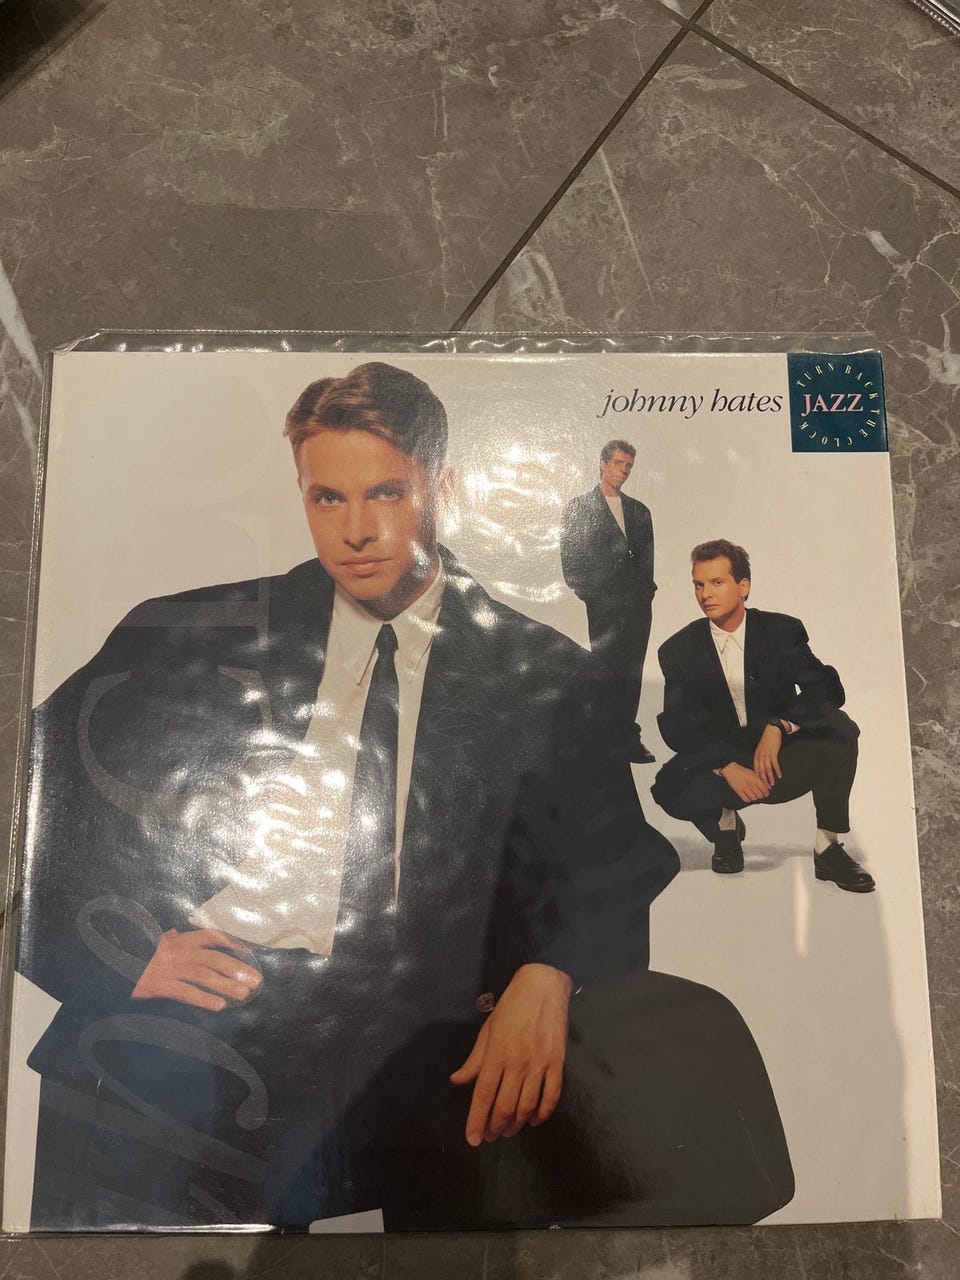 johnny hates
JAZZ
TURN BACK THE CLOCK